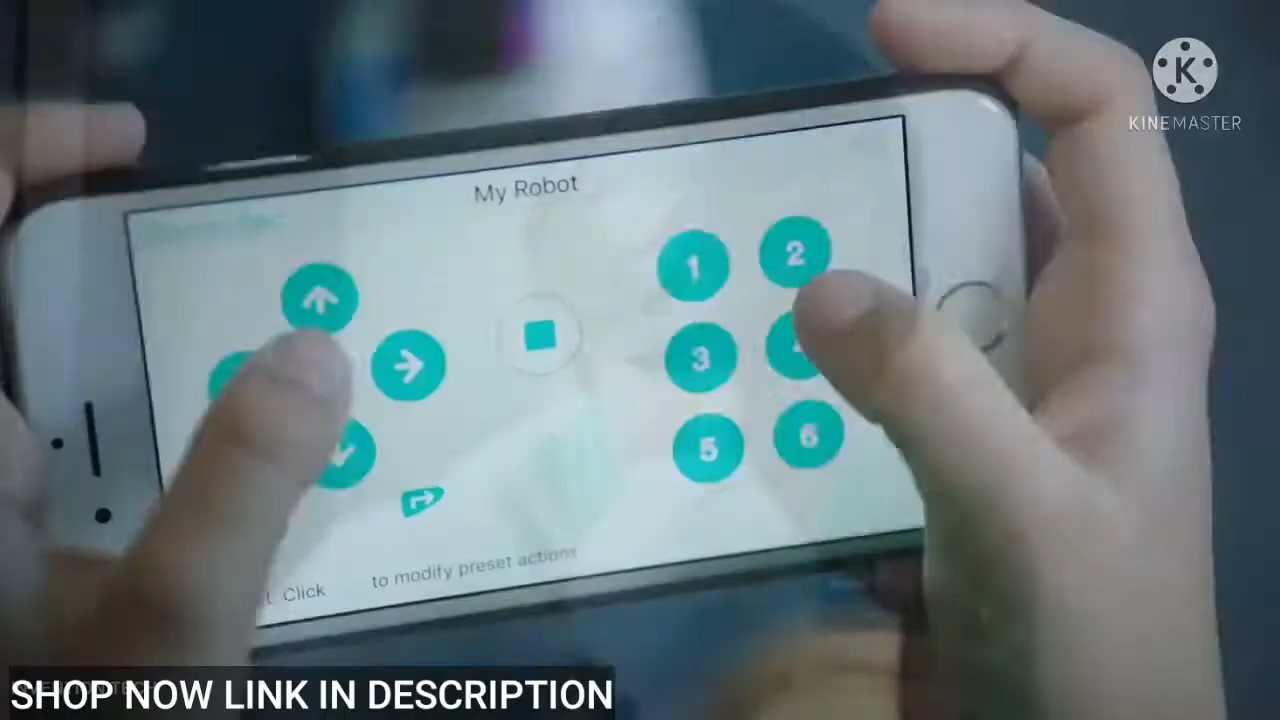 KINEMASTER
My Robot
1
2
3
5
6
Click to modify preset actions
SHOP NOW LINK IN DESCRIPTION